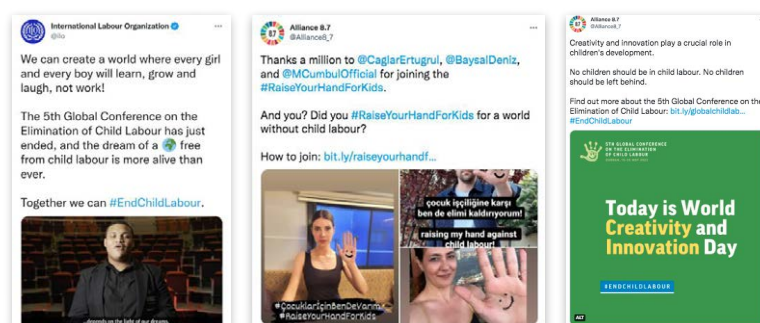 International Labour Organization
@ilo
We can create a world where every girl
and every boy will learn, grow and
laugh, not work!
The 5th Global Conference on the
Elimination of Child Labour has just
ended, and the dream of a 🌍 free
from child labour is more alive than
ever.
Together we can #EndChildLabour.
...depends on the light of our dreams.
Alliance 8.7
@Alliance8_7
Thanks a million to @CaglarErtugrul, @BaysalDeniz,
and @MCumbulOfficial for joining the
#RaiseYourHandForKids.
And you? Did you #RaiseYourHandForKids for a world
without child labour?
How to join: bit.ly/raiseyourhandf...
#ÇocuklarİçinBenDeVarım
#RaiseYourHandForKids
çocuk işçiliğine karşı
ben de elimi kaldırıyorum!
raising my hand against
child labour!
Alliance 8.7
@Alliance8_7
Creativity and innovation play a crucial role in
children's development.
No children should be in child labour. No children
should be left behind.
Find out more about the 5th Global Conference on the
Elimination of Child Labour: bit.ly/globalchildlab...
#EndChildLabour
5TH GLOBAL CONFERENCE
ON THE ELIMINATION
OF CHILD LABOUR
Today is World
Creativity and
Innovation Day
#ENDCHILDLABOUR
ALT